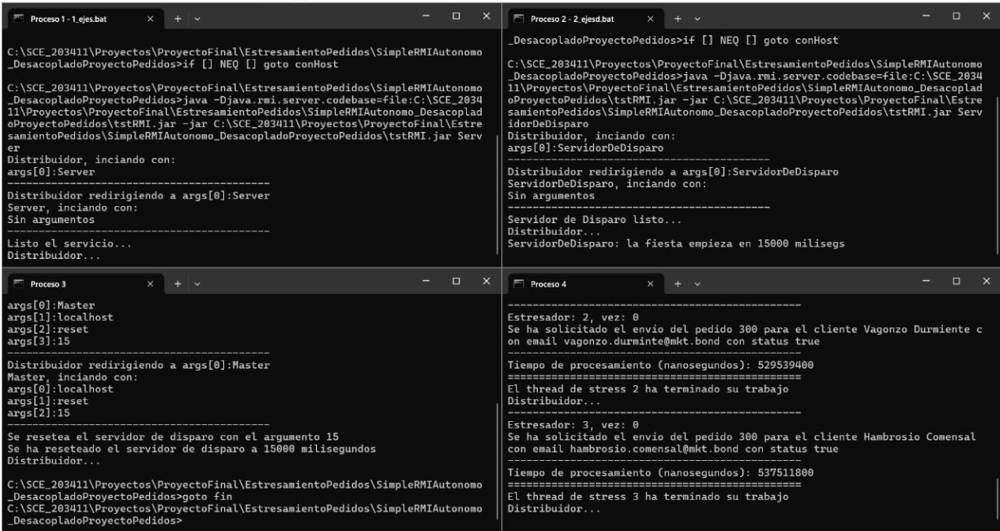 Proceso 1 - 1_ejes.bat
C:\SCE_203411\Proyectos\ProyectoFinal\EstresamientoPedidos\SimpleRMIAutonomo
_DesacopladoProyectoPedidos>if [] NEQ [] goto conHost
C:\SCE_203411\Proyectos\ProyectoFinal\EstresamientoPedidos\SimpleRMIAutonomo
_DesacopladoProyectoPedidos>java -Djava.rmi.server.codebase=file:C:\SCE_2034
11\Proyectos\ProyectoFinal\EstresamientoPedidos\SimpleRMIAutonomo_Desacoplad
oProyectoPedidos\tstRMI.jar -jar C:\SCE_203411\Proyectos\ProyectoFinal\Estre
samientoPedidos\SimpleRMIAutonomo_DesacopladoProyectoPedidos\tstRMI.jar Serv
er
Distribuidor, inciando con:
args[0]:Server
------------------------------------------
Distribuidor redirigiendo a args[0]:Server
Server, inciando con:
Sin argumentos
------------------------------------------
Listo el servicio...
Distribuidor...
Proceso 2 - 2_ejesd.bat
_DesacopladoProyectoPedidos>if [] NEQ [] goto conHost
C:\SCE_203411\Proyectos\ProyectoFinal\EstresamientoPedidos\SimpleRMIAutonomo
_DesacopladoProyectoPedidos>java -Djava.rmi.server.codebase=file:C:\SCE_2034
11\Proyectos\ProyectoFinal\EstresamientoPedidos\SimpleRMIAutonomo_Desacoplad
oProyectoPedidos\tstRMI.jar -jar C:\SCE_203411\Proyectos\ProyectoFinal\Estre
samientoPedidos\SimpleRMIAutonomo_DesacopladoProyectoPedidos\tstRMI.jar Serv
idorDeDisparo
Distribuidor, inciando con:
args[0]:ServidorDeDisparo
------------------------------------------
Distribuidor redirigiendo a args[0]:ServidorDeDisparo
ServidorDeDisparo, inciando con:
Sin argumentos
------------------------------------------
Servidor de Disparo listo...
Distribuidor...
ServidorDeDisparo: la fiesta empieza en 15000 milisegs
Proceso 3
args[0]:Master
args[1]:localhost
args[2]:reset
args[3]:15
------------------------------------------
Distribuidor redirigiendo a args[0]:Master
Master, inciando con:
args[0]:localhost
args[1]:reset
args[2]:15
------------------------------------------
Se resetea el servidor de disparo con el argumento 15
Se ha reseteado el servidor de disparo a 15000 milisegundos
Distribuidor...
C:\SCE_203411\Proyectos\ProyectoFinal\EstresamientoPedidos\SimpleRMIAutonomo
_DesacopladoProyectoPedidos>goto fin
C:\SCE_203411\Proyectos\ProyectoFinal\EstresamientoPedidos\SimpleRMIAutonomo
_DesacopladoProyectoPedidos>
Proceso 4
-----------------------------------------------
Estresador: 2, vez: 0
Se ha solicitado el envío del pedido 300 para el cliente Vagonzo Durmiente c
on email vagonzo.durminte@mkt.bond con status true
-----------------------------------------------
Tiempo de procesamiento (nanosegundos): 529539400
===============================================
El thread de stress 2 ha terminado su trabajo
Distribuidor...
-----------------------------------------------
Estresador: 3, vez: 0
Se ha solicitado el envío del pedido 300 para el cliente Hambrosio Comensal
con email hambrosio.comensal@mkt.bond con status true
-----------------------------------------------
Tiempo de procesamiento (nanosegundos): 537511800
===============================================
El thread de stress 3 ha terminado su trabajo
Distribuidor...